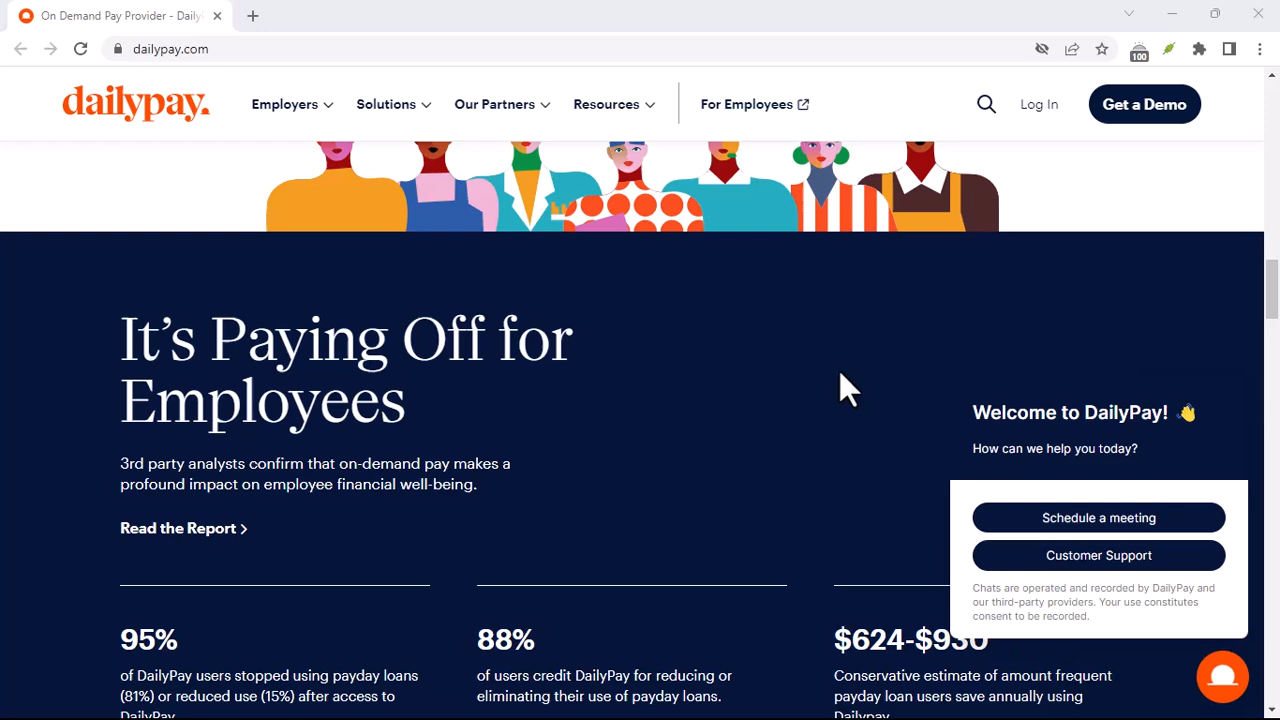 On Demand Pay Provider - Daily
dailypay.com
100
dailypay.
Employers
Solutions
Our Partners
Resources
For Employees
Log In
Get a Demo
It's Paying Off for
Employees
3rd party analysts confirm that on-demand pay makes a
profound impact on employee financial well-being.
Read the Report
95%
of DailyPay users stopped using payday loans
(81%) or reduced use (15%) after access to
DailyPay
88%
of users credit DailyPay for reducing or
eliminating their use of payday loans.
$624-$930
Conservative estimate of amount frequent
payday loan users save annually using
Dailypay
Welcome to DailyPay! 👋
How can we help you today?
Schedule a meeting
Customer Support
Chats are operated and recorded by DailyPay and
our third-party providers. Your use constitutes
consent to be recorded.